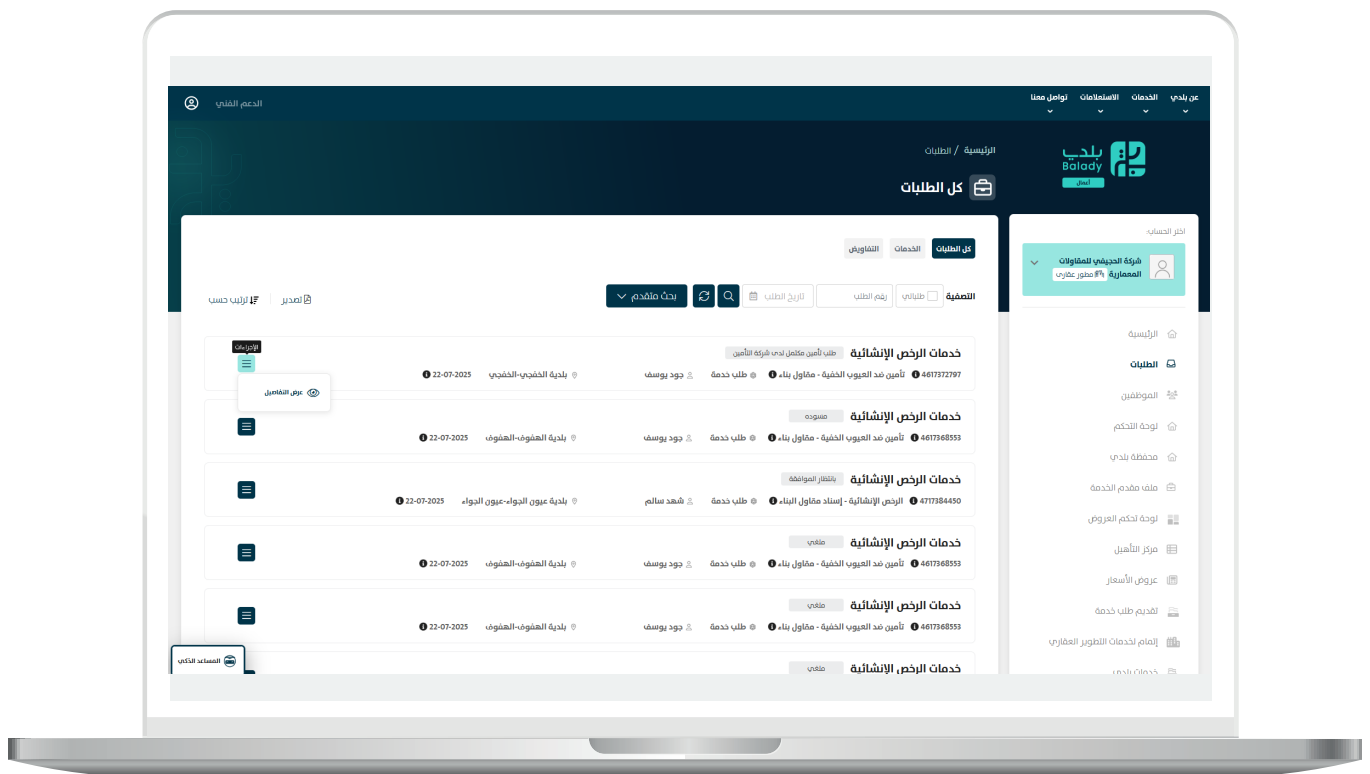 عن بلدي الخدمات الاستعلامات تواصل معنا
الدعم الفني
بلدي
Balady
أعمال
الرئيسية / الطلبات
كل الطلبات
اختر الحساب:
شركة الحجيفي للمقاولات
المعمارية مطور عقاري
الرئيسية
الطلبات
الموظفين
لوحة التحكم
محفظة بلدي
ملف مقدم الخدمة
لوحة تحكم العروض
مركز التأهيل
عروض الأسعار
تقديم طلب خدمة
إتمام لخدمات التطوير العقاري
خدمات بلدي
كل الطلبات الخدمات التفاويض
التصفية طلباتي رقم الطلب تاريخ الطلب بحث متقدم
تصدير ترتيب حسب
خدمات الرخص الإنشائية طلب تأمين مكتمل لدى شركة التأمين
4617372797 تأمين ضد العيوب الخفية - مقاول بناء طلب خدمة جود يوسف بلدية الخفجي-الخفجي 22-07-2025
الإجراءات
عرض التفاصيل
خدمات الرخص الإنشائية مسوده
4617368553 تأمين ضد العيوب الخفية - مقاول بناء طلب خدمة جود يوسف بلدية الهفوف-الهفوف 22-07-2025
خدمات الرخص الإنشائية بانتظار الموافقة
4717384450 الرخص الإنشائية - إسناد مقاول البناء طلب خدمة شهد سالم بلدية عيون الجواء-عيون الجواء 22-07-2025
خدمات الرخص الإنشائية ملغي
4617368553 تأمين ضد العيوب الخفية - مقاول بناء طلب خدمة جود يوسف بلدية الهفوف-الهفوف 22-07-2025
خدمات الرخص الإنشائية ملغي
4617368553 تأمين ضد العيوب الخفية - مقاول بناء طلب خدمة جود يوسف بلدية الهفوف-الهفوف 22-07-2025
خدمات الرخص الإنشائية ملغي
المساعد الذكي